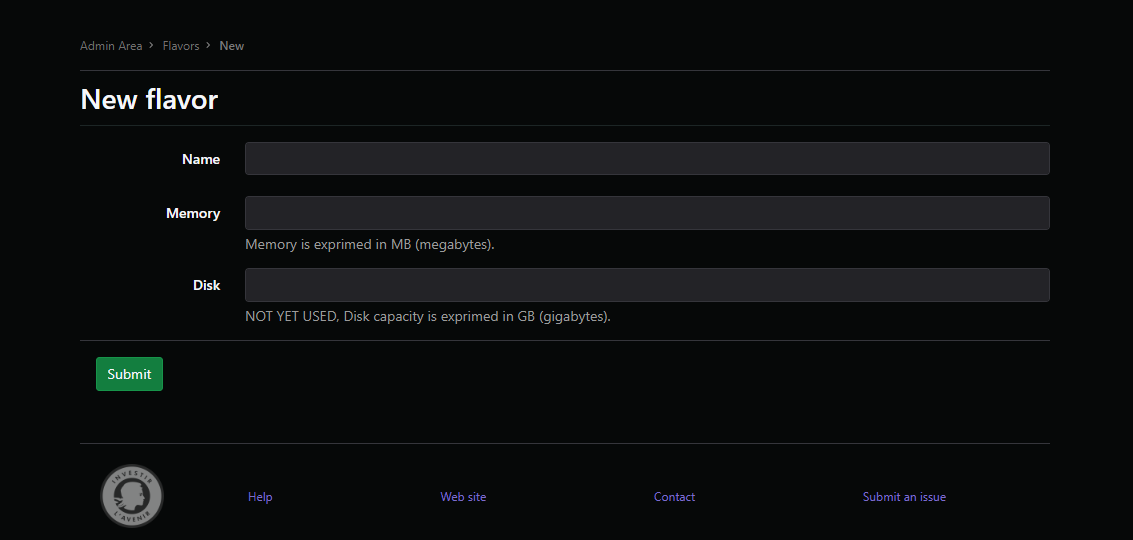 Admin Area > Flavors > New
New flavor
Name
Memory
Memory is exprimed in MB (megabytes).
Disk
NOT YET USED, Disk capacity is exprimed in GB (gigabytes).
Submit
INVESTIR
L'AVENIR
Help Web site Contact Submit an issue